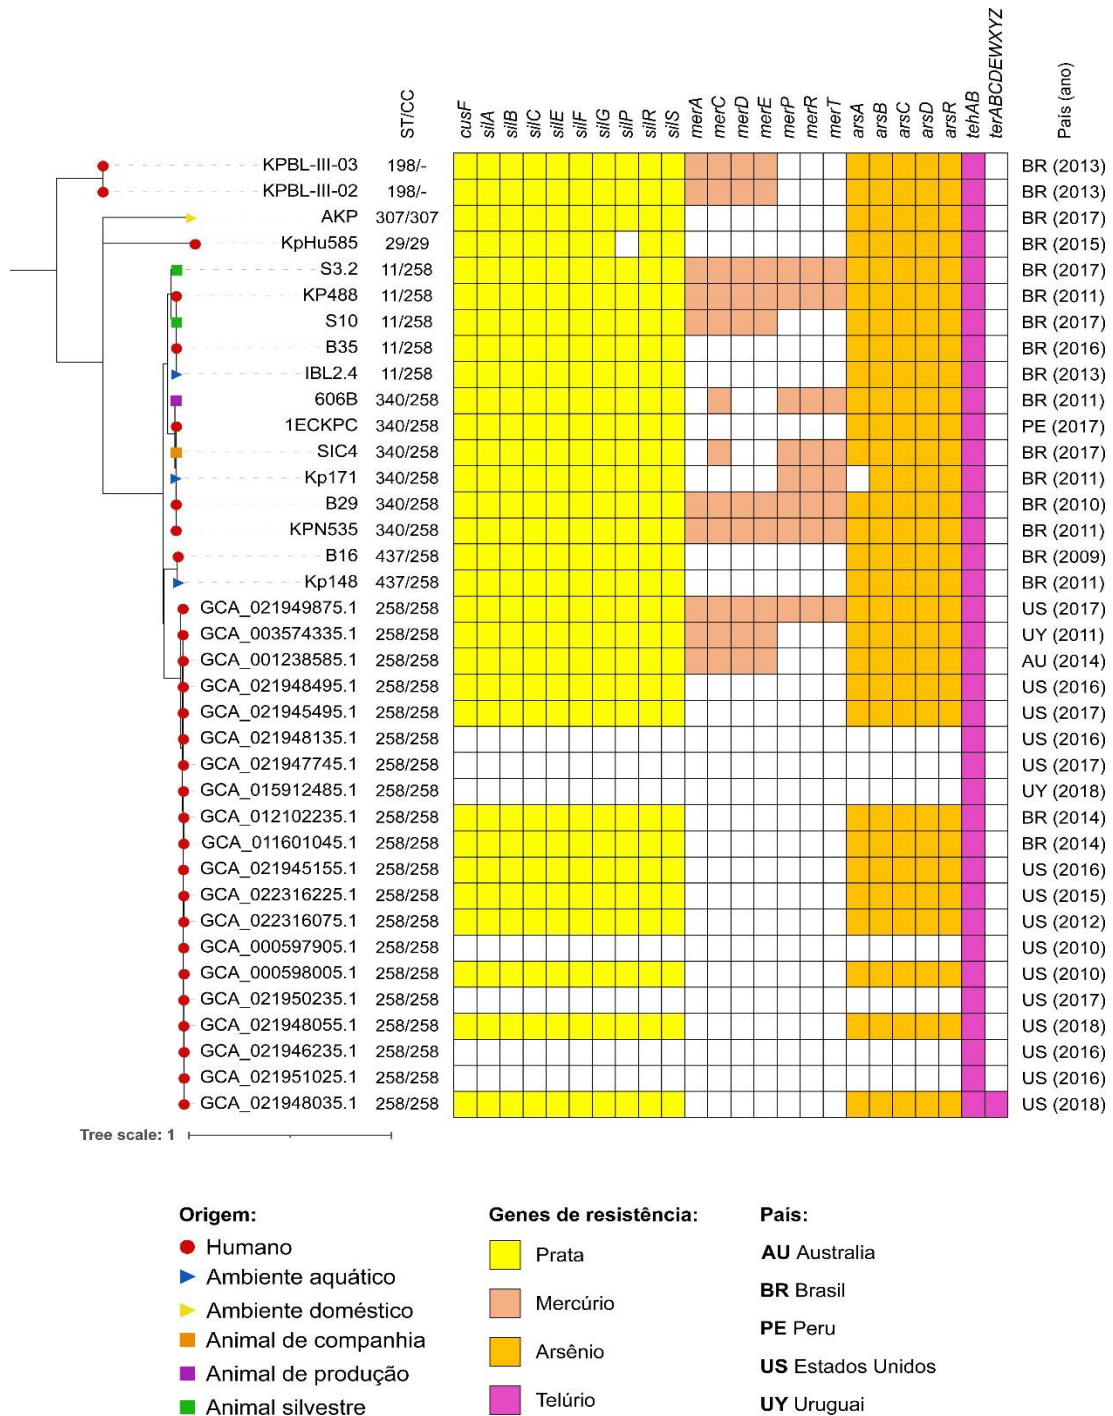 ST/CC cusF silA silB silC silE silF silG silP silR silS merA merC merD merE merP merR merT arsA arsB arsC arsD arsR tehAB terABCDEWXYZ País (ano)
KPBL-III-03 198/- BR (2013)
KPBL-III-02 198/- BR (2013)
AKP 307/307 BR (2017)
KpHu585 29/29 BR (2015)
S3.2 11/258 BR (2017)
KP488 11/258 BR (2011)
S10 11/258 BR (2017)
B35 11/258 BR (2016)
IBL2.4 11/258 BR (2013)
606B 340/258 BR (2011)
1ECKPC 340/258 PE (2017)
SIC4 340/258 BR (2017)
Kp171 340/258 BR (2011)
B29 340/258 BR (2010)
KPN535 340/258 BR (2011)
B16 437/258 BR (2009)
Kp148 437/258 BR (2011)
GCA_021949875.1 258/258 US (2017)
GCA_003574335.1 258/258 UY (2011)
GCA_001238585.1 258/258 AU (2014)
GCA_021948495.1 258/258 US (2016)
GCA_021945495.1 258/258 US (2017)
GCA_021948135.1 258/258 US (2016)
GCA_021947745.1 258/258 US (2017)
GCA_015912485.1 258/258 UY (2018)
GCA_012102235.1 258/258 BR (2014)
GCA_011601045.1 258/258 BR (2014)
GCA_021945155.1 258/258 US (2016)
GCA_022316225.1 258/258 US (2015)
GCA_022316075.1 258/258 US (2012)
GCA_000597905.1 258/258 US (2010)
GCA_000598005.1 258/258 US (2010)
GCA_021950235.1 258/258 US (2017)
GCA_021948055.1 258/258 US (2018)
GCA_021946235.1 258/258 US (2016)
GCA_021951025.1 258/258 US (2016)
GCA_021948035.1 258/258 US (2018)
Tree scale: 1
Origem:
Humano
Ambiente aquático
Ambiente doméstico
Animal de companhia
Animal de produção
Animal silvestre
Genes de resistência:
Prata
Mercúrio
Arsênio
Telúrio
País:
AU Australia
BR Brasil
PE Peru
US Estados Unidos
UY Uruguai